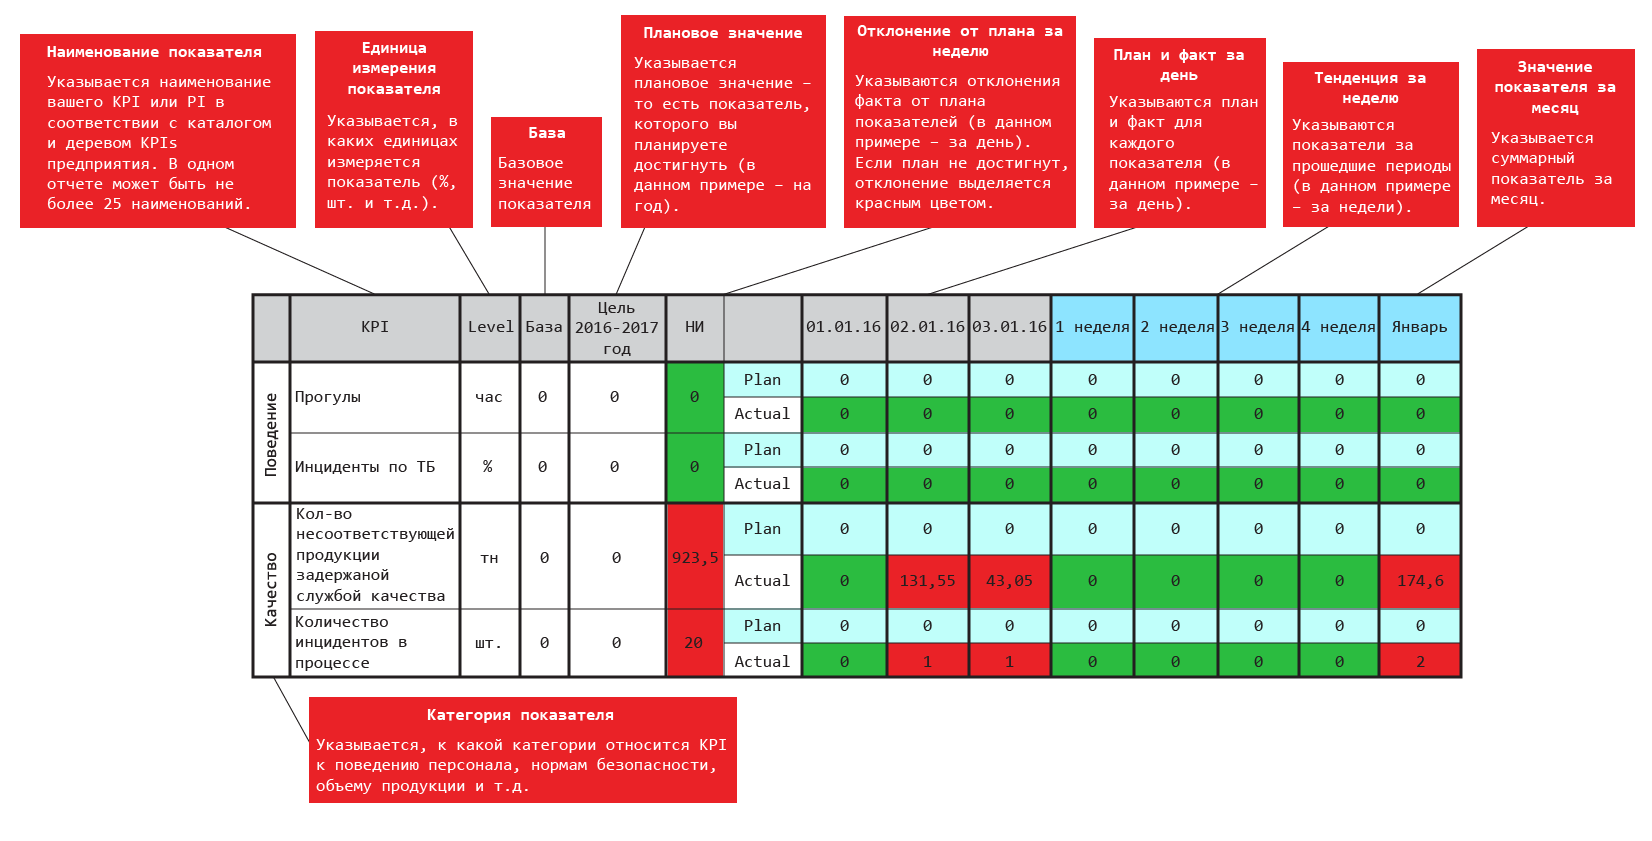 Наименование показателя
Указывается наименование
вашего KPI или PI в
соответствии с каталогом
и деревом KPIs
предприятия. В одном
отчете может быть не
более 25 наименований.
Единица
измерения
показателя
Указывается, в
каких единицах
измеряется
показатель (%,
шт. и т.д.).
База
Базовое
значение
показателя
Плановое значение
Указывается
плановое значение –
то есть показатель,
которого вы
планируете
достигнуть (в
данном примере – на
год).
Отклонение от плана за
неделю
Указываются отклонения
факта от плана
показателей (в данном
примере – за день).
Если план не достигнут,
отклонение выделяется
красным цветом.
План и факт за
день
Указываются план
и факт для
каждого
показателя (в
данном примере –
за день).
Тенденция за
неделю
Указываются
показатели за
прошедшие периоды
(в данном примере
– за недели).
Значение
показателя за
месяц
Указывается
суммарный
показатель за
месяц.
KPI Level База Цель 2016-2017 год НИ 01.01.16 02.01.16 03.01.16 1 неделя 2 неделя 3 неделя 4 неделя Январь
Поведение
Прогулы час 0 0 0
Plan 0 0 0 0 0 0 0 0
Actual 0 0 0 0 0 0 0 0
Инциденты по ТБ % 0 0 0
Plan 0 0 0 0 0 0 0 0
Actual 0 0 0 0 0 0 0 0
Качество
Кол-во
несоответствующей
продукции
задержаной
службой качества
тн 0 0 923,5
Plan 0 0 0 0 0 0 0 0
Actual 0 131,55 43,05 0 0 0 0 174,6
Количество
инцидентов в
процессе
шт. 0 0 20
Plan 0 0 0 0 0 0 0 0
Actual 0 1 1 0 0 0 0 2
Категория показателя
Указывается, к какой категории относится KPI
к поведению персонала, нормам безопасности,
объему продукции и т.д.